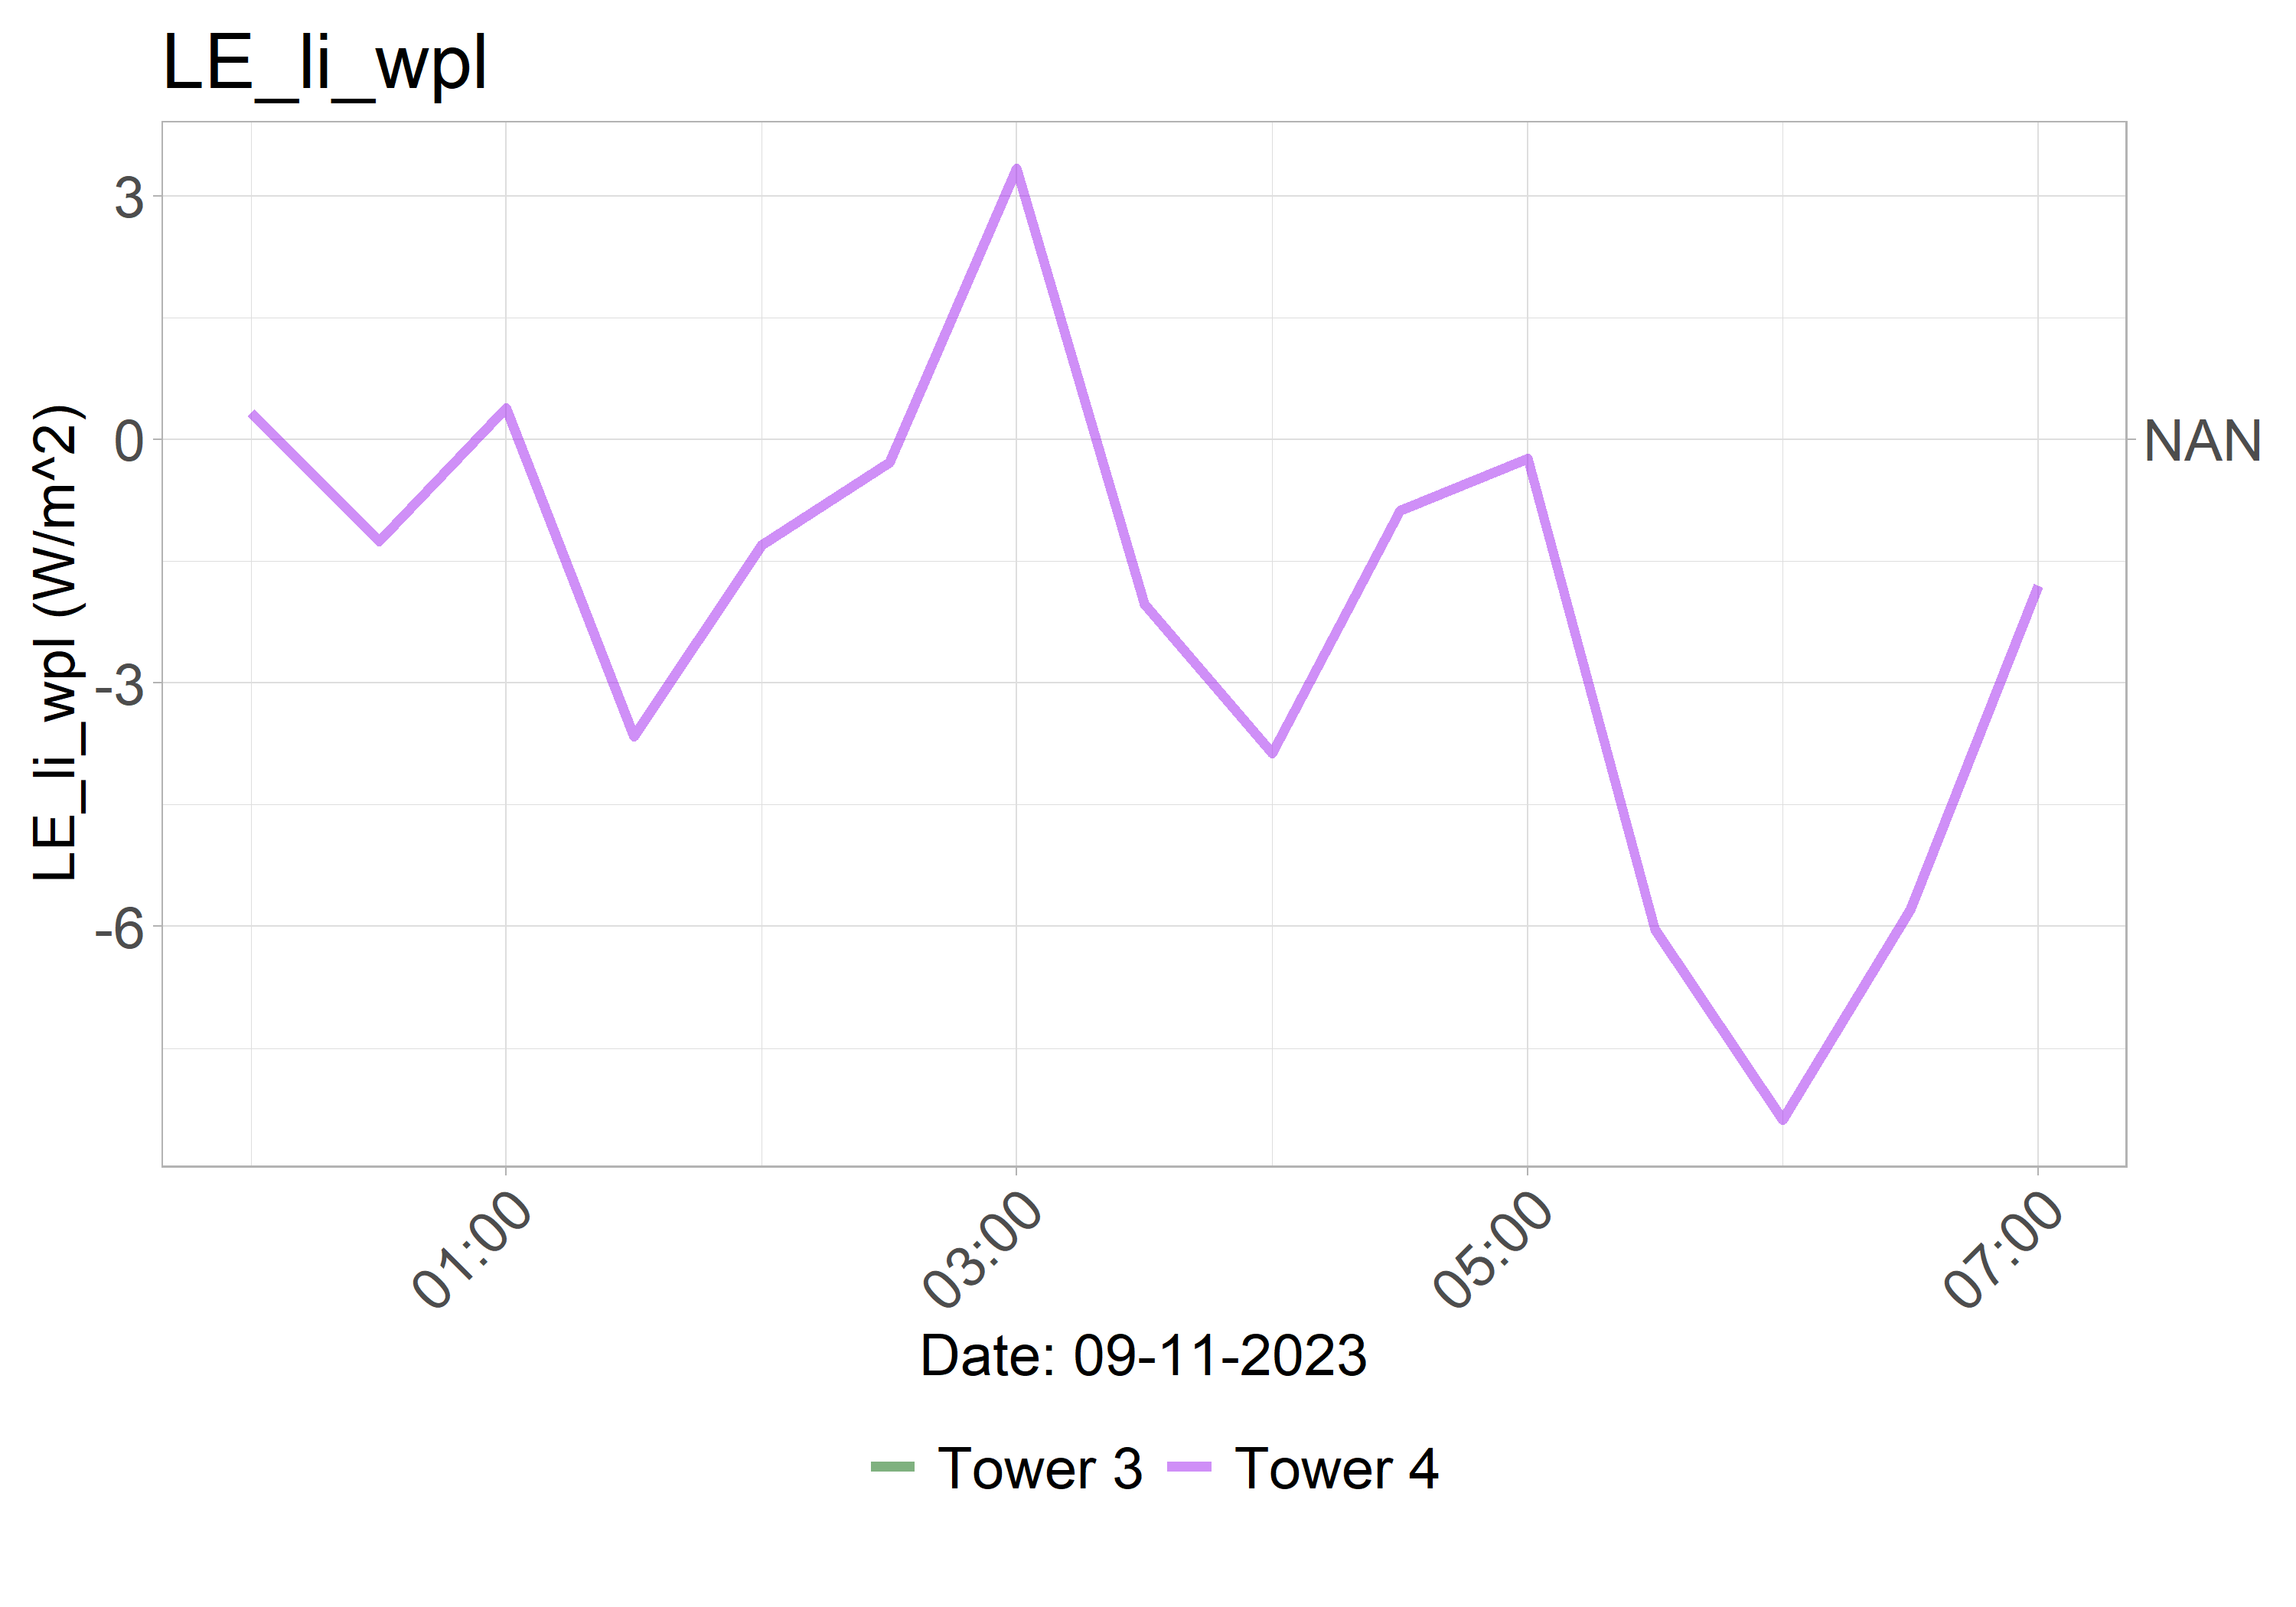 LE_li_wpl
LE_li_wpl (W/m^2)
3
0
-3
-6
NAN
01:00
03:00
05:00
07:00
Date: 09-11-2023
Tower 3
Tower 4